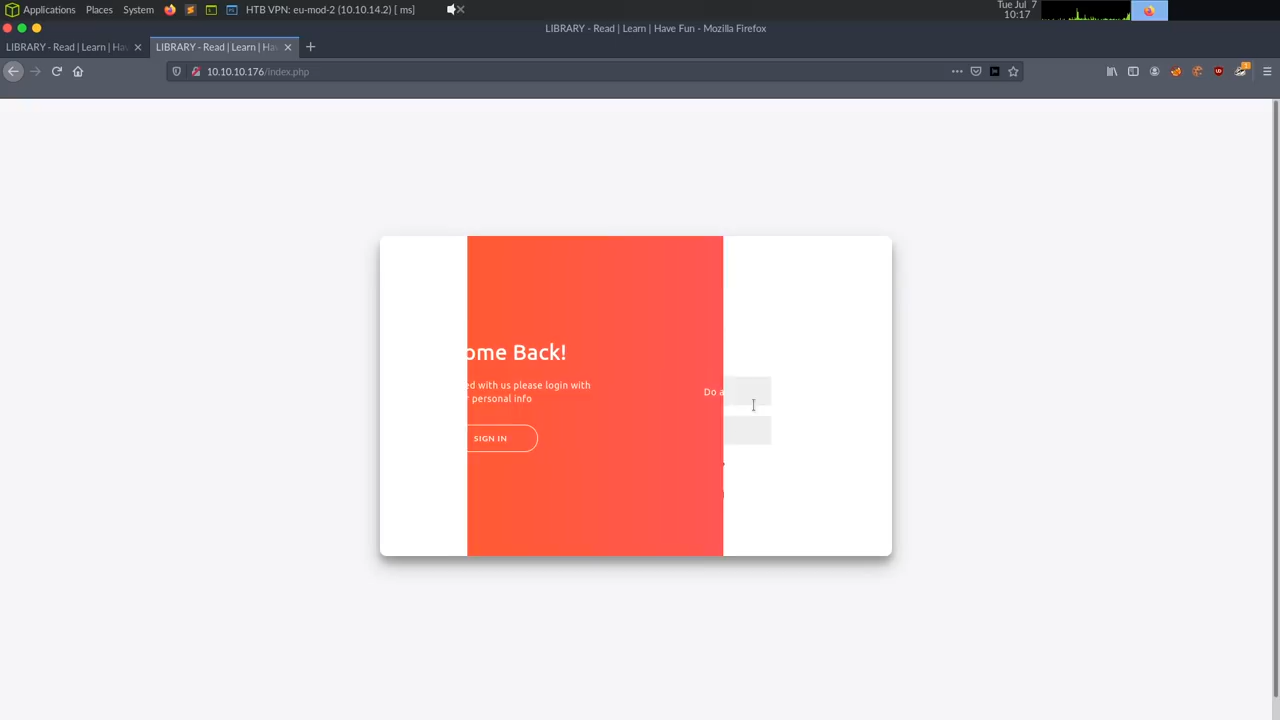 Applications Places System HTB VPN: eu-mod-2 (10.10.14.2) [ ms] Tue Jul 7
10:17
LIBRARY - Read | Learn | Have Fun - Mozilla Firefox
LIBRARY - Read | Learn | Ha LIBRARY - Read | Learn | Ha
10.10.10.176/index.php
ome Back!
ed with us please login with
r personal info
Do a
SIGN IN